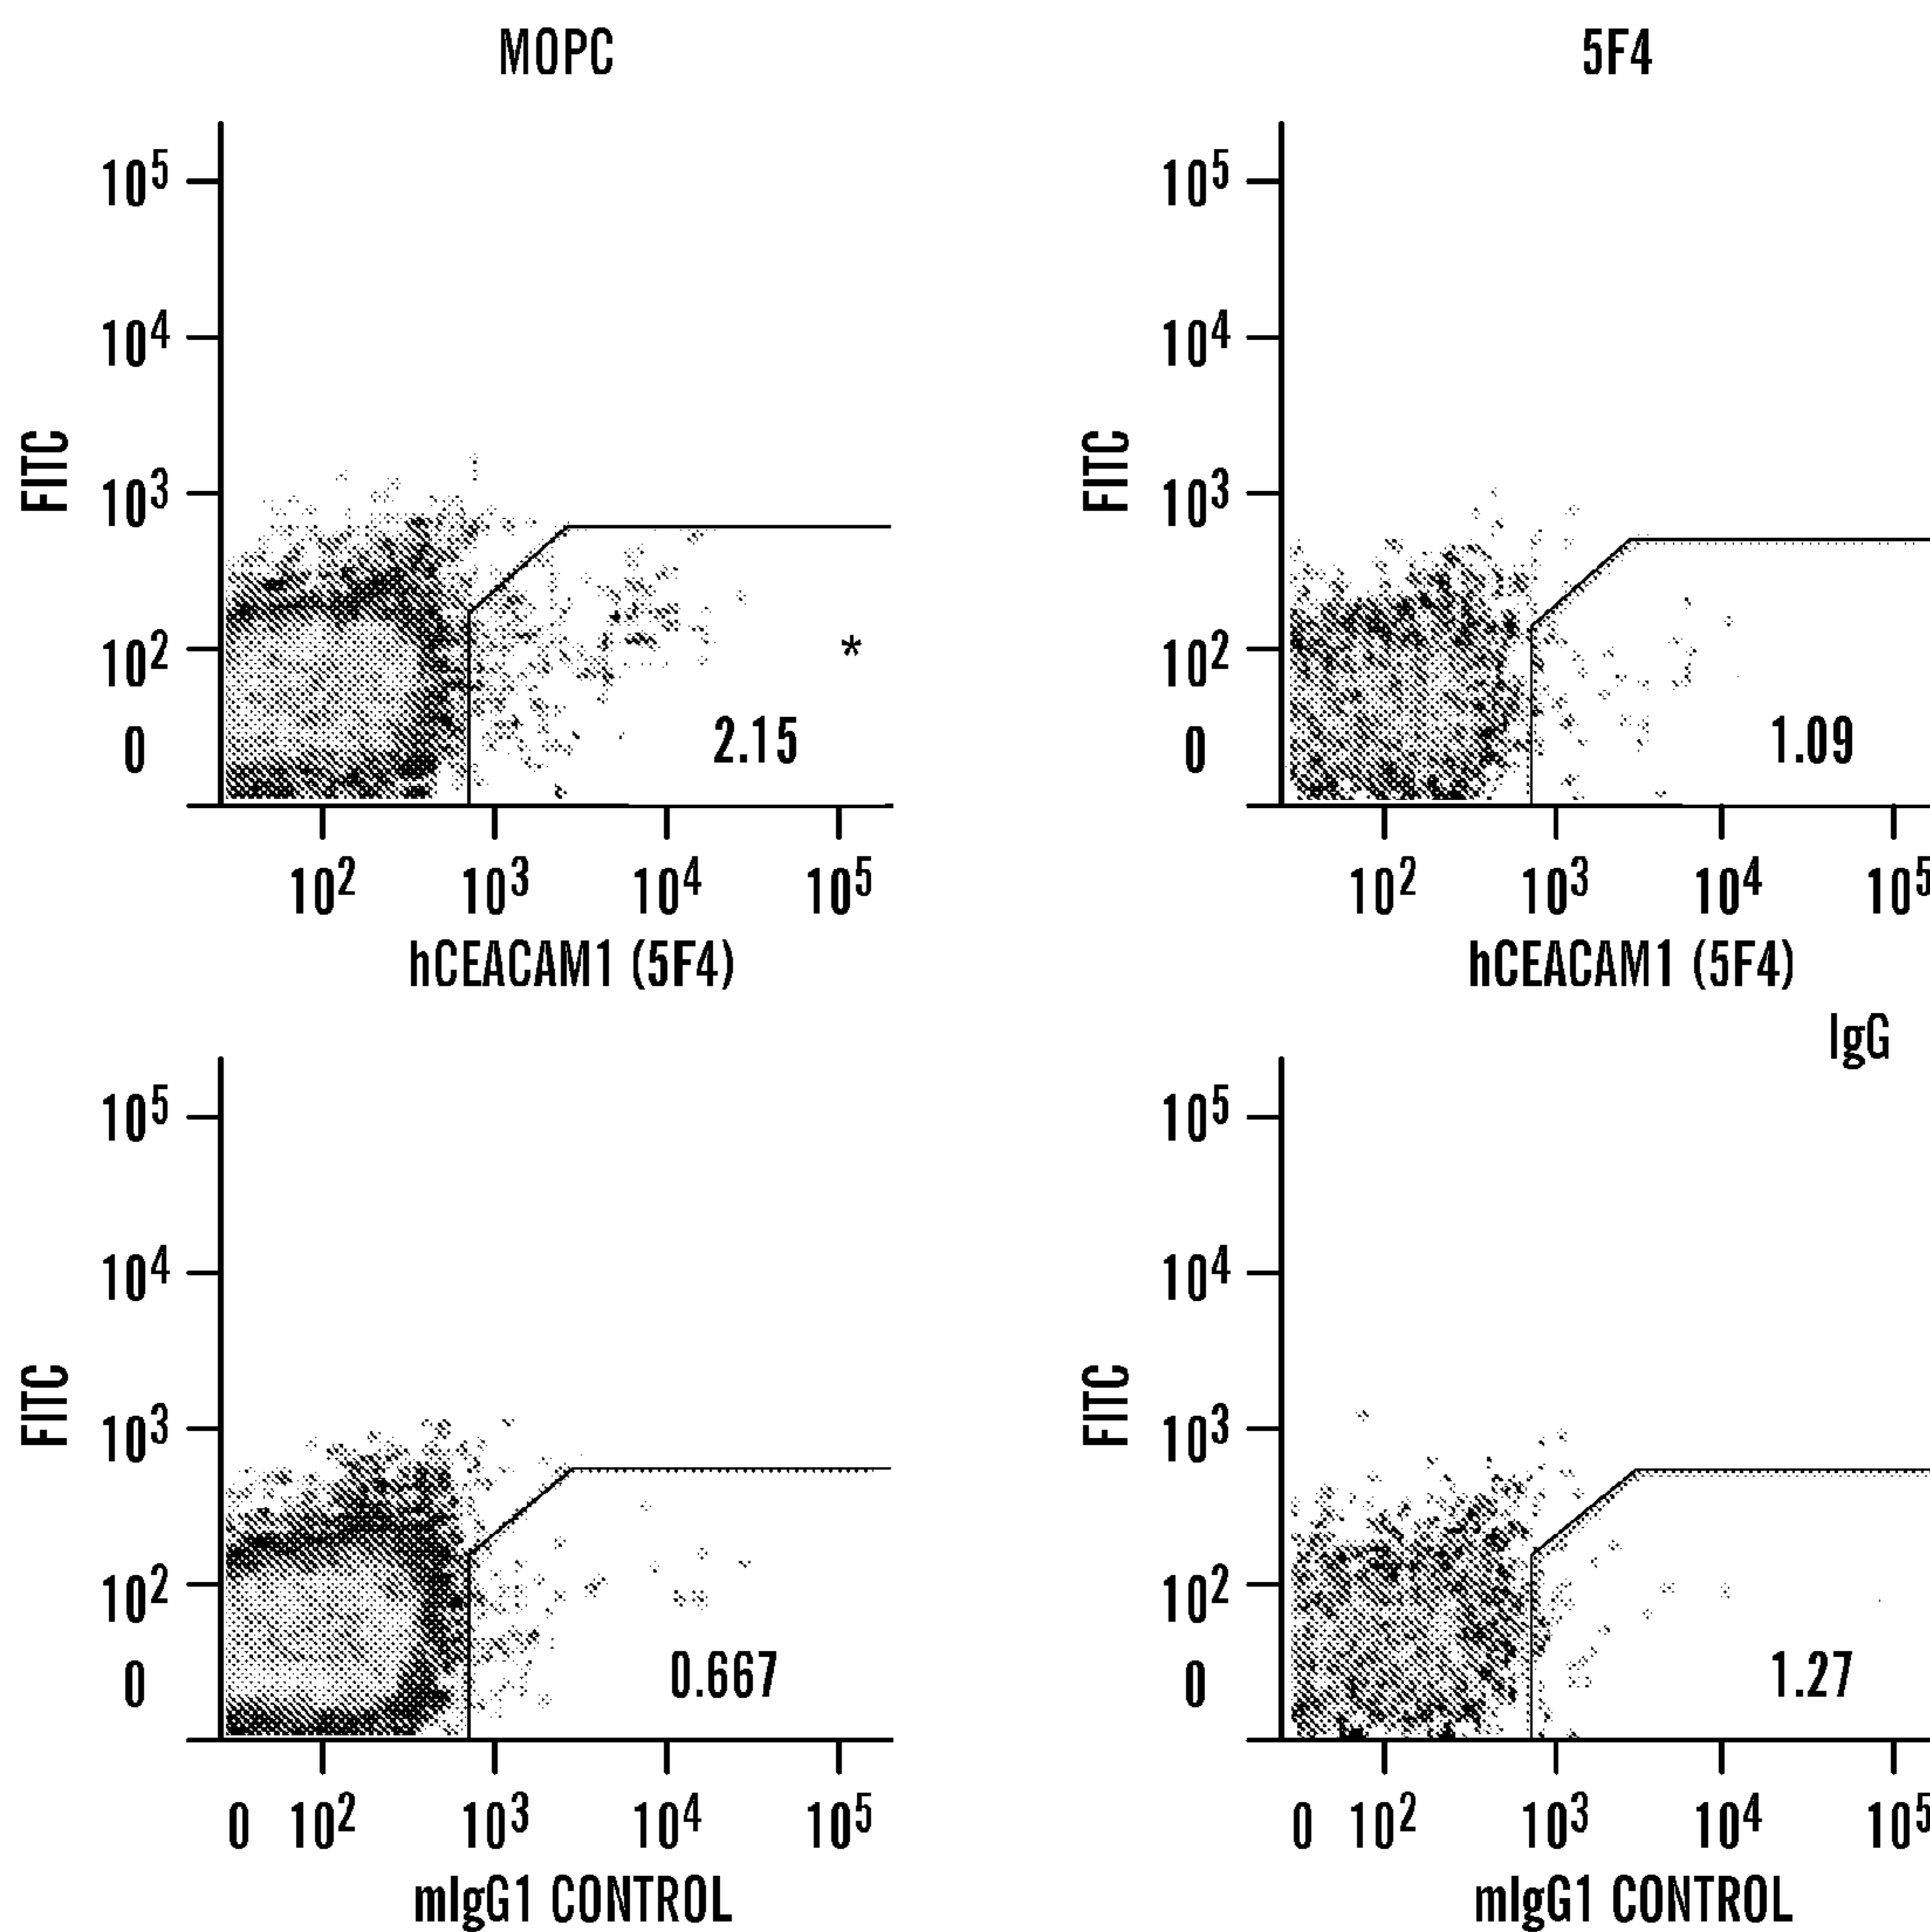 MOPC
10⁵
10⁴
10³
10²
0
FITC
*
2.15
10² 10³ 10⁴ 10⁵
hCEACAM1 (5F4)
5F4
10⁵
10⁴
10³
10²
0
FITC
1.09
10² 10³ 10⁴ 10⁵
hCEACAM1 (5F4)
10⁵
10⁴
10³
10²
0
FITC
0.667
0 10² 10³ 10⁴ 10⁵
mIgG1 CONTROL
IgG
10⁵
10⁴
10³
10²
0
FITC
1.27
0 10² 10³ 10⁴ 10⁵
mIgG1 CONTROL